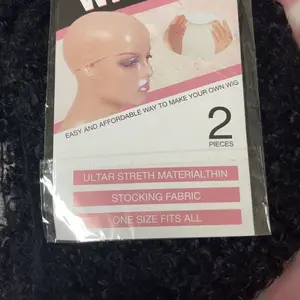 EASY AND AFFORDABLE WAY TO MAKE YOUR OWN WIG
2
PIECES
ULTAR STRETH MATERIALTHIN
STOCKING FABRIC
ONE SIZE FITS ALL